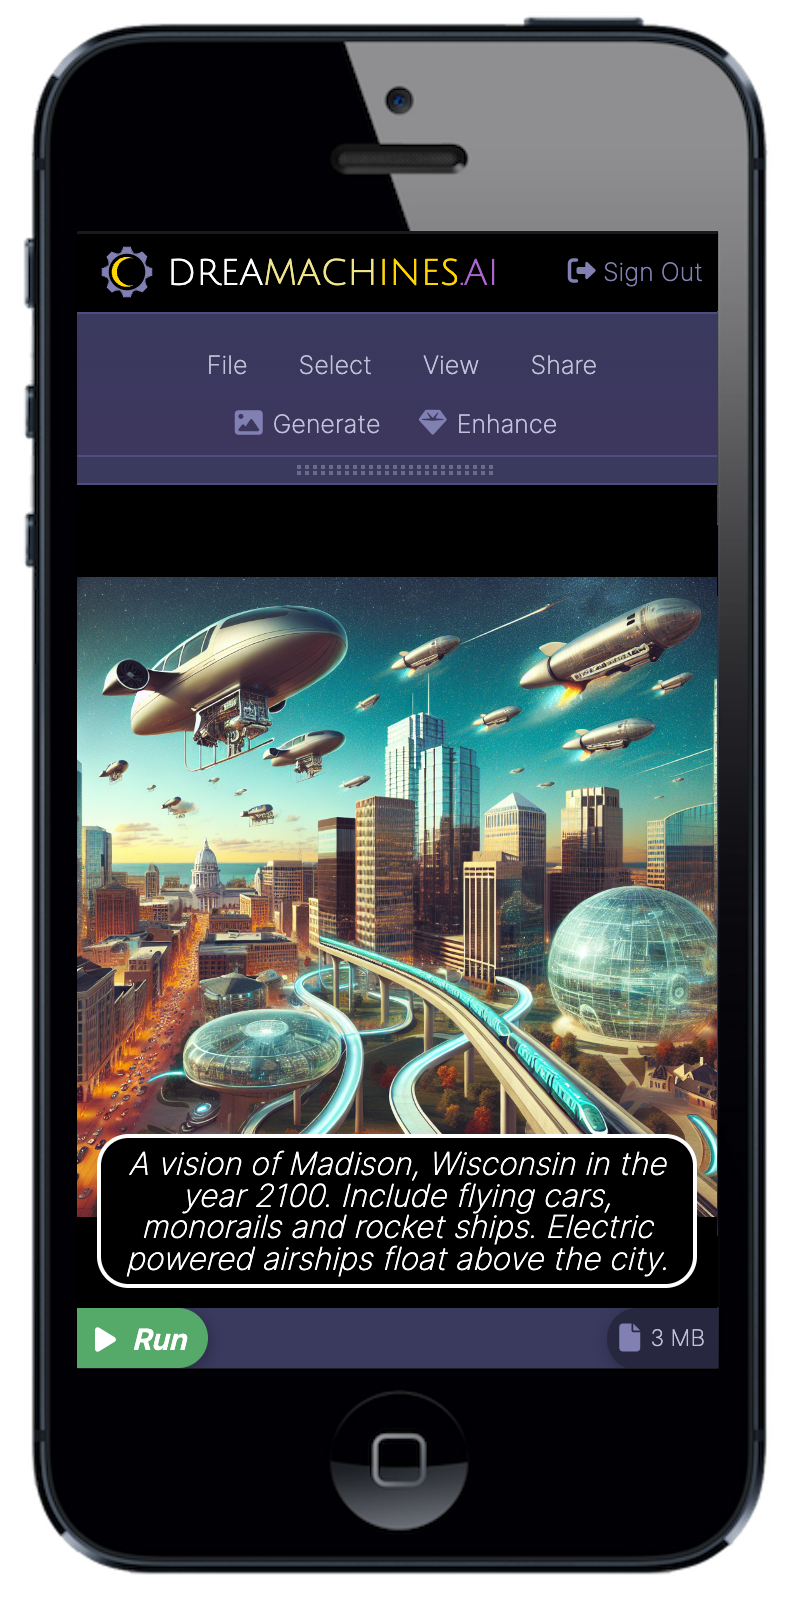 DREAMACHINES.AI
Sign Out
File Select View Share
Generate Enhance
A vision of Madison, Wisconsin in the
year 2100. Include flying cars,
monorails and rocket ships. Electric
powered airships float above the city.
Run
3 MB